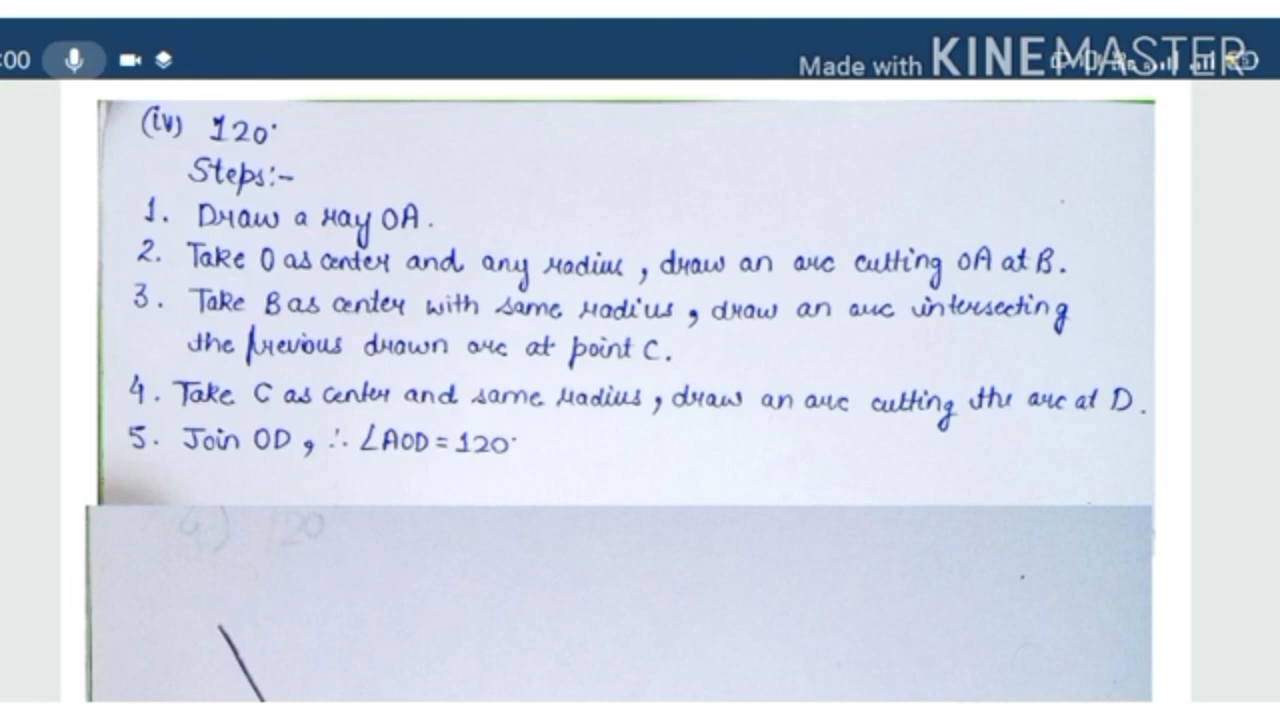 :00
Made with KINEMASTER
(iv) 120°
Steps:-
1. Draw a ray OA.
2. Take O as center and any radius, draw an arc cutting OA at B.
3. Take B as center with same radius, draw an arc intersecting
the previous drawn arc at point C.
4. Take C as center and same radius, draw an arc cutting the arc at D.
5. Join OD, ∴ ∠AOD = 120°
4) 120